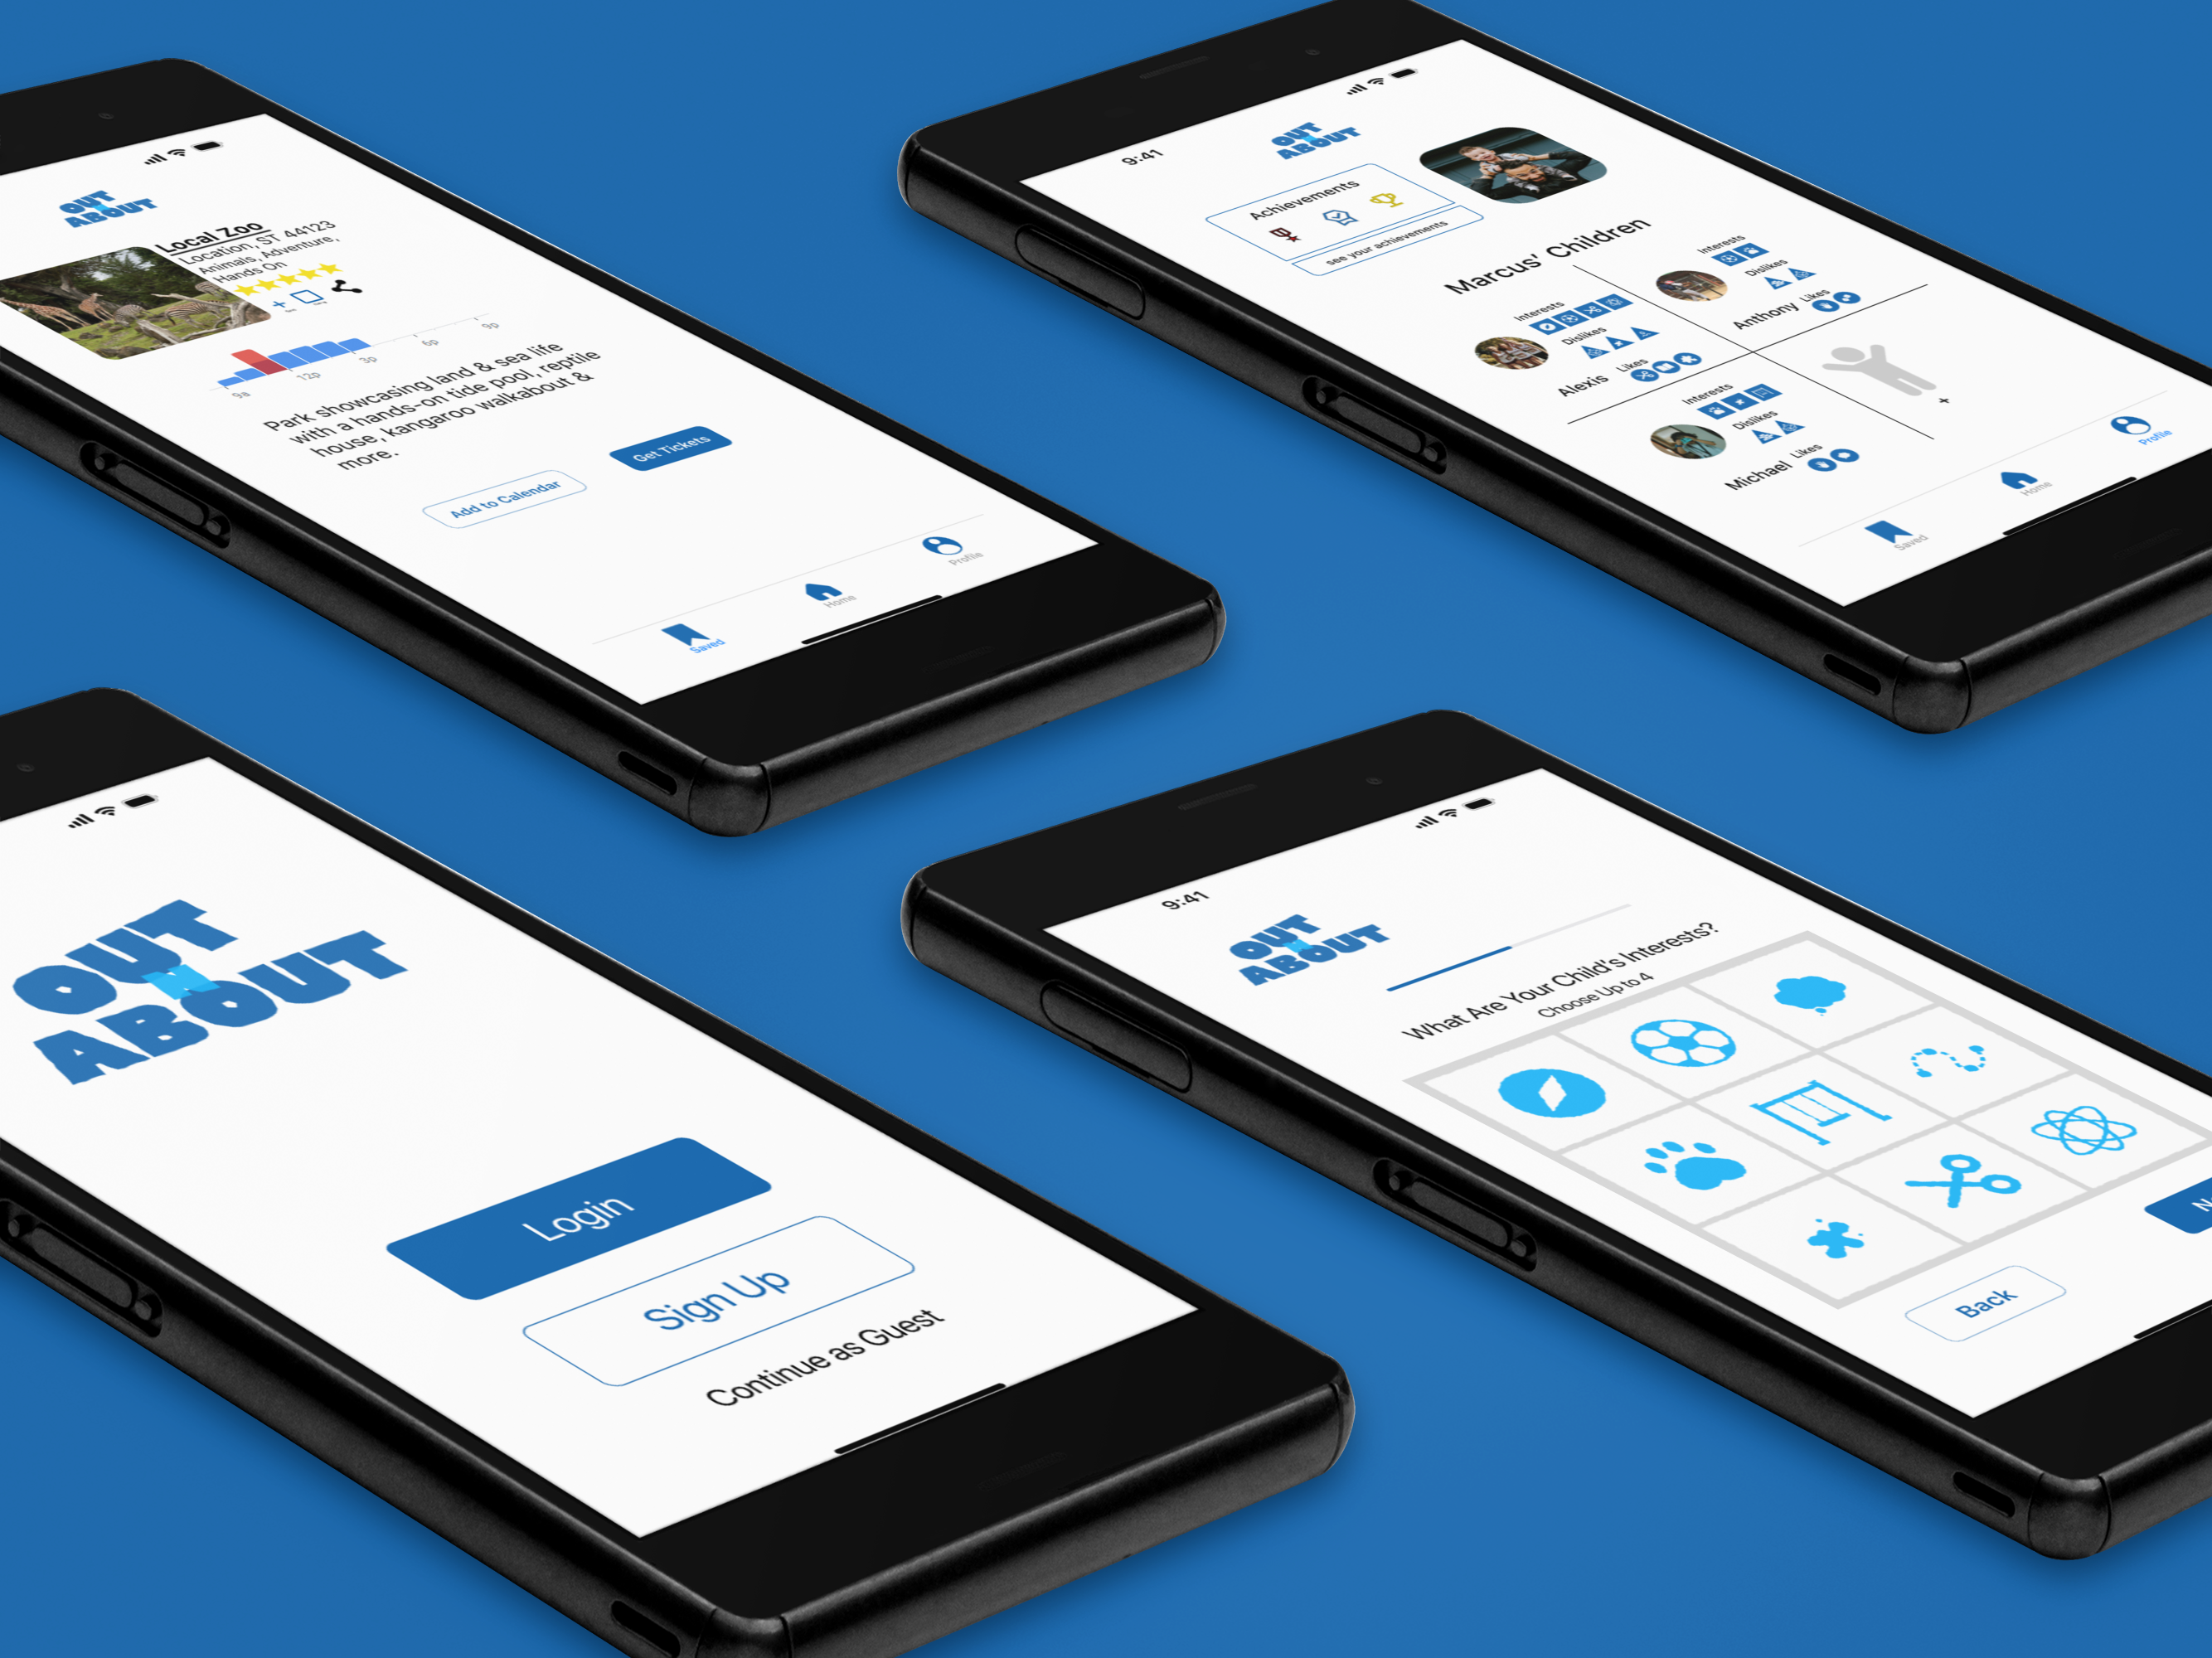 OUT
N
ABOUT
Local Zoo
Location, ST 44123
Animals, Adventure,
Hands On
9a
12p
3p
6p
9p
Park showcasing land & sea life
with a hands-on tide pool, reptile
house, kangaroo walkabout &
more.
Add to Calendar
Get Tickets
Saved
Home
Profile
9:41
OUT
ABOUT
Achievements
see your achievements
Marcus' Children
Interests
Dislikes
Likes
Alexis
Interests
Dislikes
Likes
Anthony
Interests
Dislikes
Likes
Michael
+
Saved
Home
Profile
OUT
N
ABOUT
Login
Sign Up
Continue as Guest
9:41
OUT
N
ABOUT
What Are Your Child's Interests?
Choose Up to 4
Back